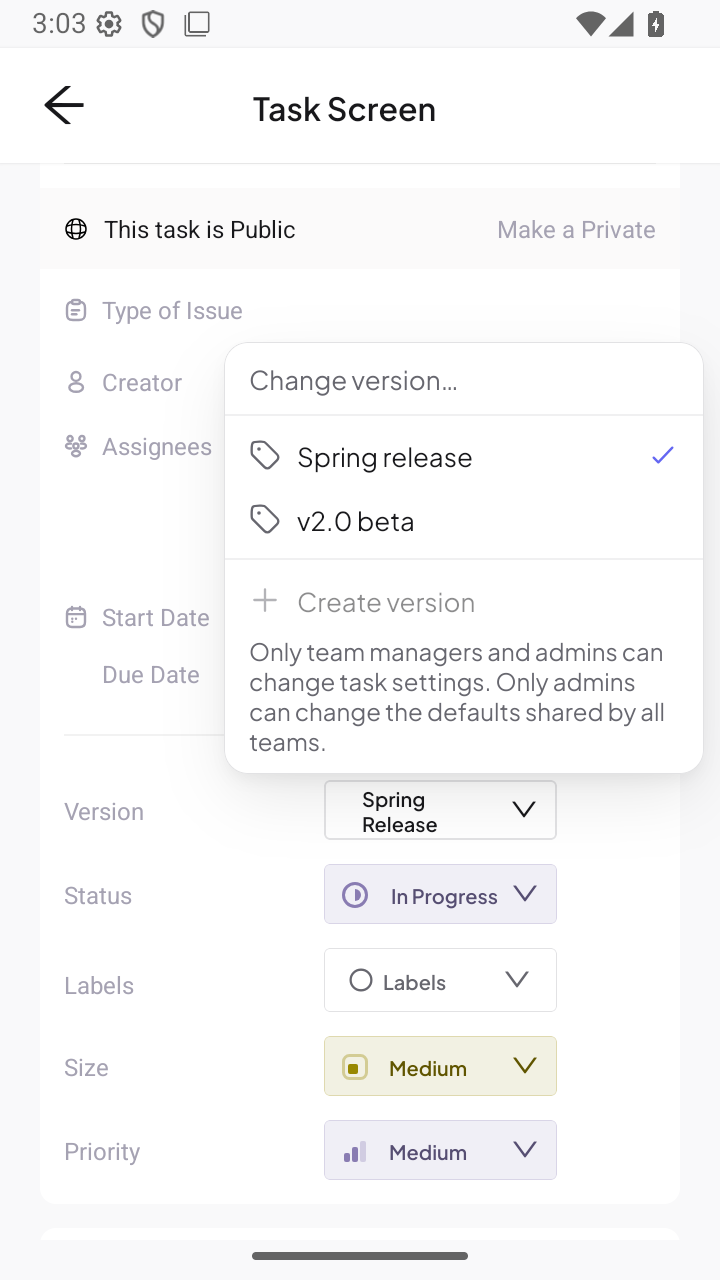 3:03
Task Screen
This task is Public
Make a Private
Type of Issue
Creator
Assignees
Change version...
Spring release
v2.0 beta
Create version
Only team managers and admins can
change task settings. Only admins
can change the defaults shared by all
teams.
Start Date
Due Date
Version
Spring
Release
Status
In Progress
Labels
Labels
Size
Medium
Priority
Medium